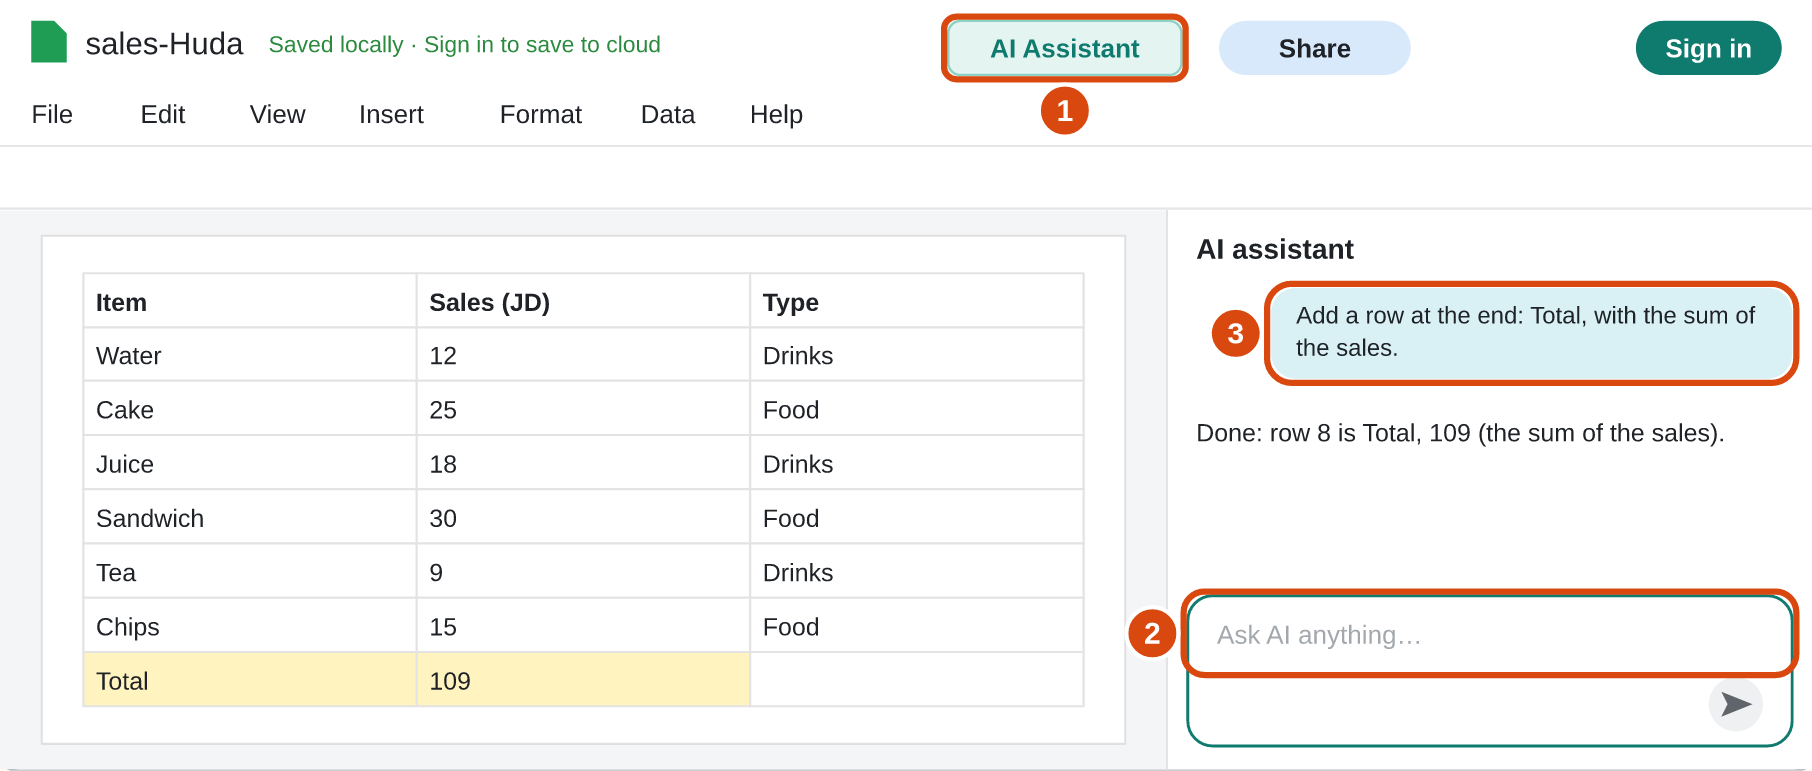 sales-Huda
Saved locally · Sign in to save to cloud
AI Assistant
Share
Sign in
1
File Edit View Insert Format Data Help
Item Sales (JD) Type
Water 12 Drinks
Cake 25 Food
Juice 18 Drinks
Sandwich 30 Food
Tea 9 Drinks
Chips 15 Food
Total 109
AI assistant
3
Add a row at the end: Total, with the sum of
the sales.
Done: row 8 is Total, 109 (the sum of the sales).
2
Ask AI anything…